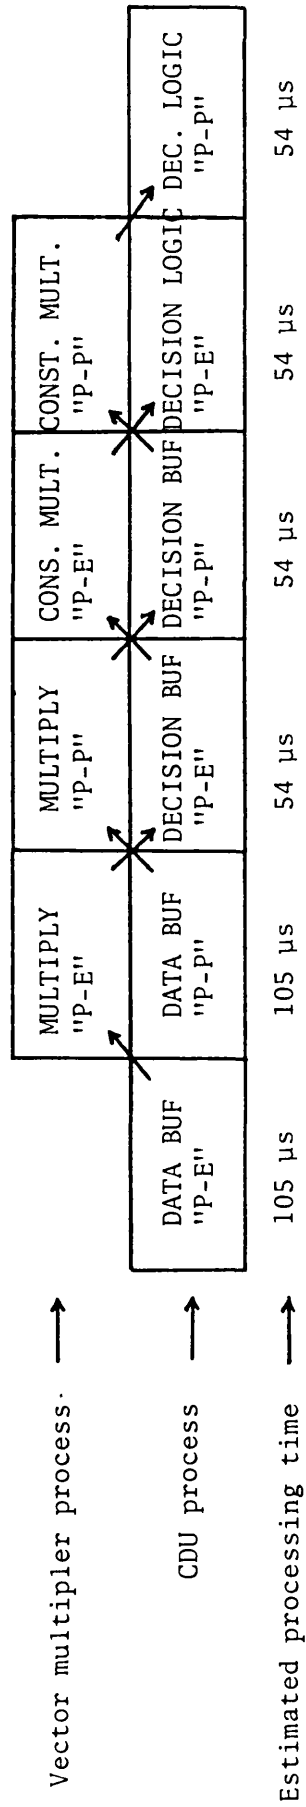 Vector multipler process.
MULTIPLY
"P-E"
MULTIPLY
"P-P"
CONS. MULT.
"P-E"
CONST. MULT.
"P-P"
CDU process
DATA BUF
"P-E"
DATA BUF
"P-P"
DECISION BUF
"P-E"
DECISION BUF
"P-P"
DECISION LOGIC
"P-E"
DEC. LOGIC
"P-P"
Estimated processing time
105 μs
105 μs
54 μs
54 μs
54 μs
54 μs